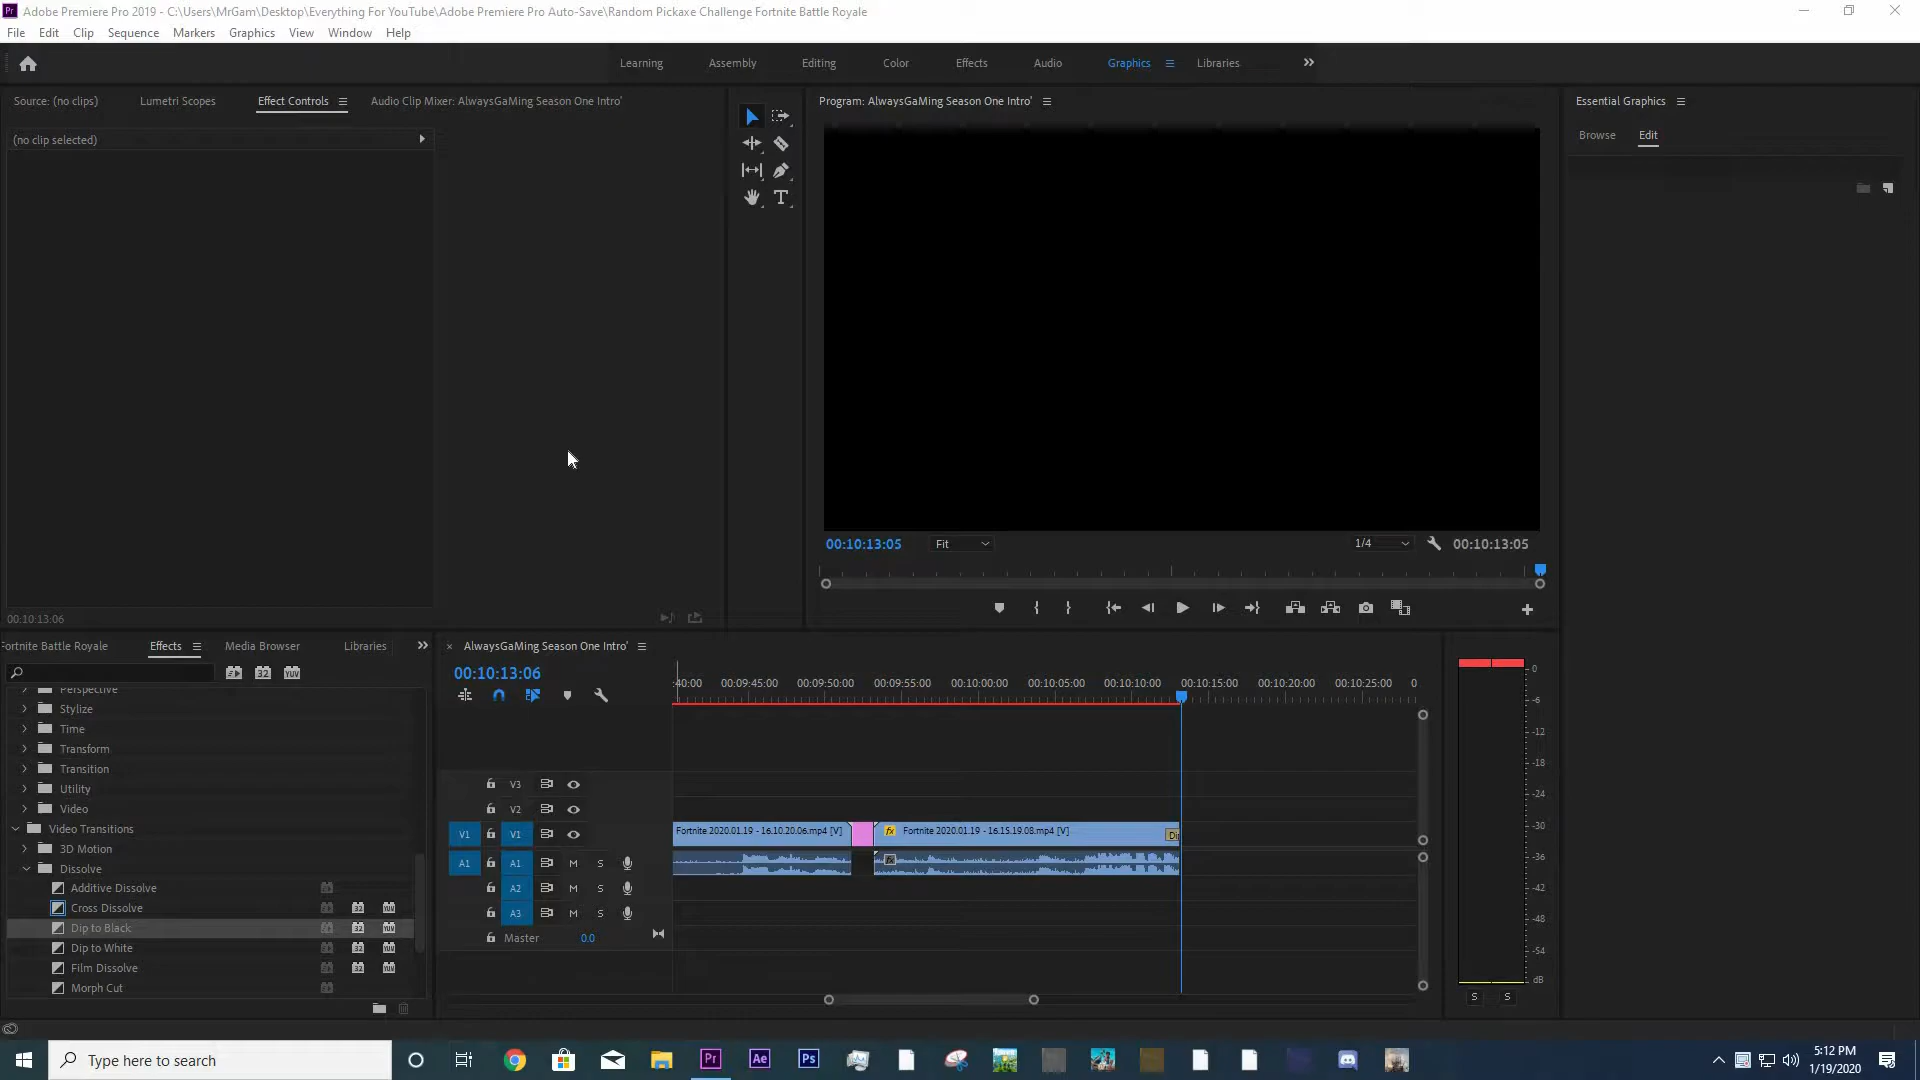 Adobe Premiere Pro 2019 - C:\Users\MrGam\Desktop\Everything For YouTube\Adobe Premiere Pro Auto-Save\Random Pickaxe Challenge Fortnite Battle Royale
File Edit Clip Sequence Markers Graphics View Window Help
Learning Assembly Editing Color Effects Audio Graphics Libraries
Source: (no clips) Lumetri Scopes Effect Controls Audio Clip Mixer: AlwaysGaMing Season One Intro'
Program: AlwaysGaMing Season One Intro'
Essential Graphics
(no clip selected)
Browse Edit
T
00:10:13:05 Fit 1/4 00:10:13:05
00:10:13:06
Fortnite Battle Royale Effects Media Browser Libraries
AlwaysGaMing Season One Intro'
00:10:13:06
:40:00 00:09:45:00 00:09:50:00 00:09:55:00 00:10:00:00 00:10:05:00 00:10:10:00 00:10:15:00 00:10:20:00 00:10:25:00 0
Perspective
Stylize
Time
Transform
Transition
Utility
Video
Video Transitions
3D Motion
Dissolve
Additive Dissolve
Cross Dissolve
Dip to Black
Dip to White
Film Dissolve
Morph Cut
V3
V2
V1 V1 Fortnite 2020.01.19 - 16.10.20.06.mp4 [V] fx Fortnite 2020.01.19 - 16.15.19.08.mp4 [V] Di
A1 A1 M S
A2 M S
A3 M S
Master 0.0
0
-6
-12
-18
-24
-30
-36
-42
-48
-54
dB
S S
Type here to search
Pr Ae Ps
5:12 PM
1/19/2020